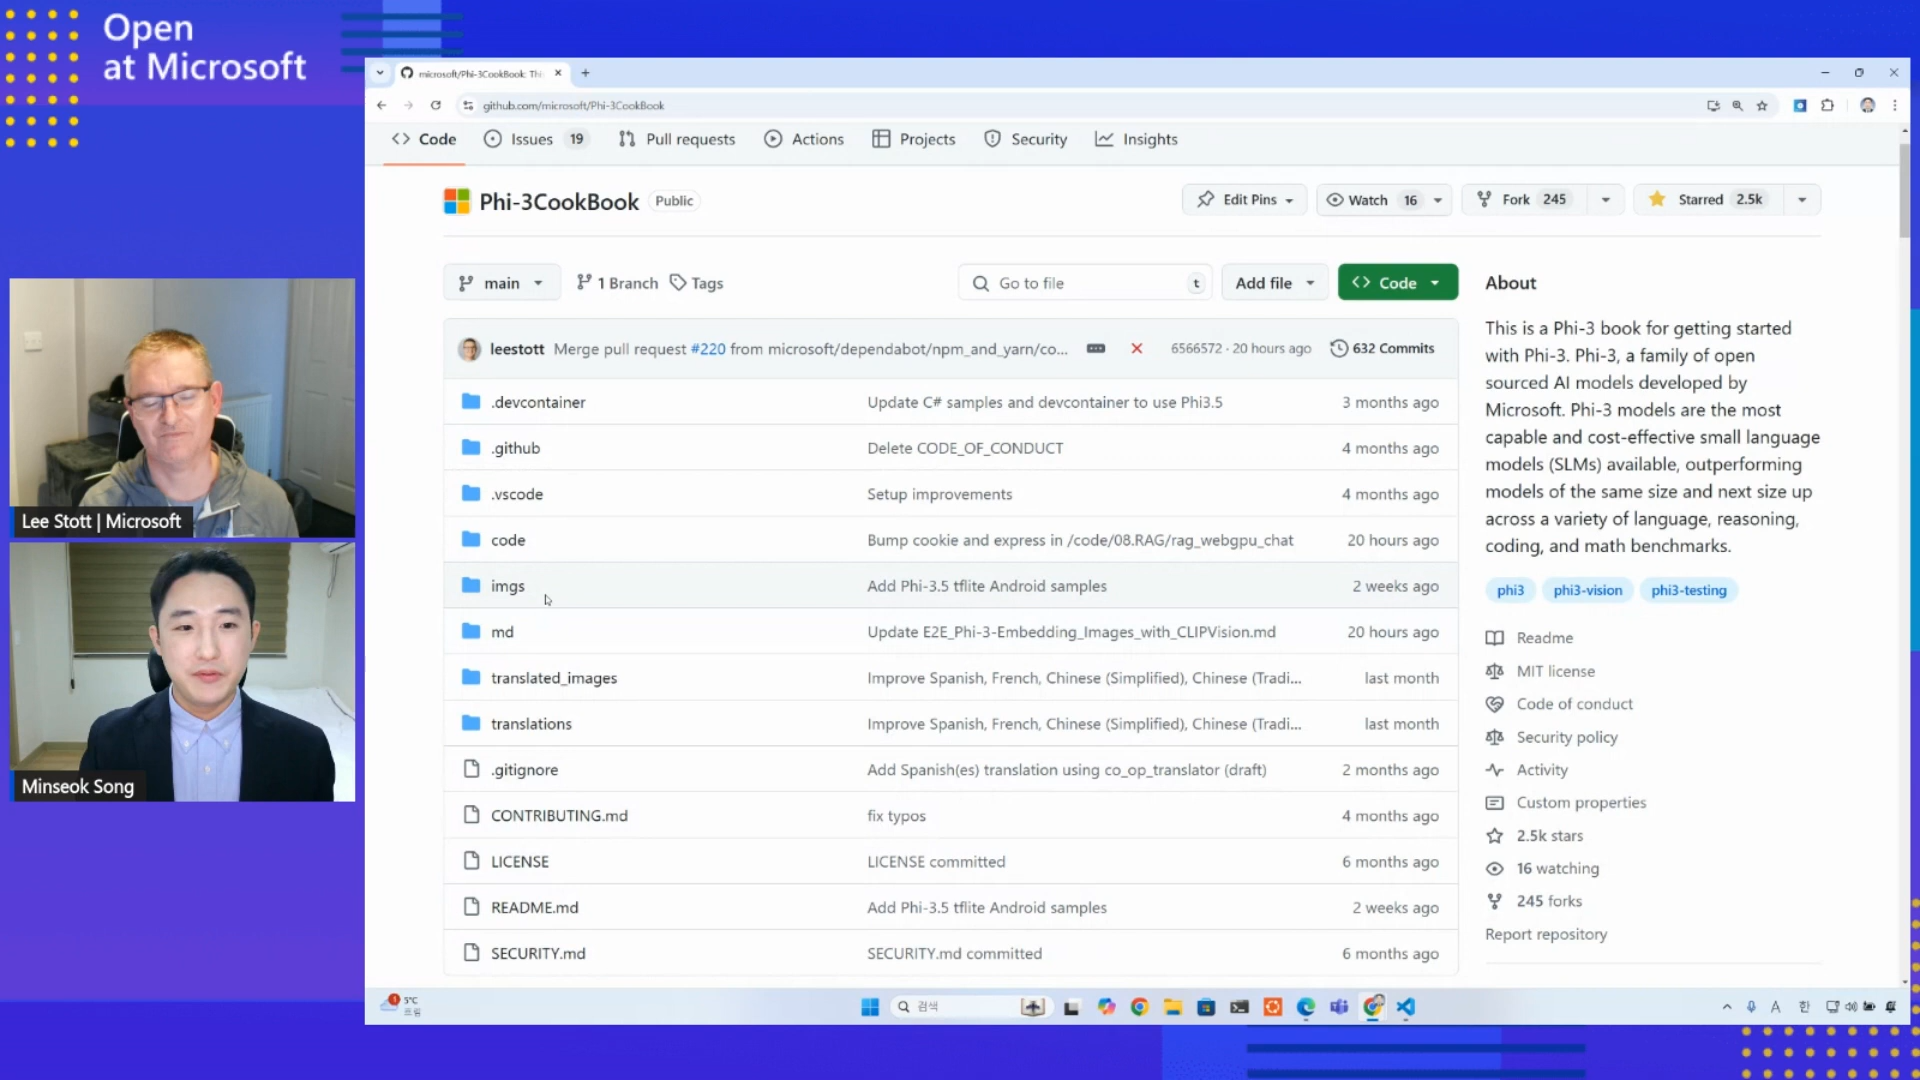 Open
at Microsoft
microsoft/Phi-3CookBook: Thi
github.com/microsoft/Phi-3CookBook
Code
Issues 19
Pull requests
Actions
Projects
Security
Insights
Phi-3CookBook Public
Edit Pins
Watch 16
Fork 245
Starred 2.5k
main
1 Branch
Tags
Go to file t
Add file
Code
leestott Merge pull request #220 from microsoft/dependabot/npm_and_yarn/co... 6566572 · 20 hours ago 632 Commits
.devcontainer Update C# samples and devcontainer to use Phi3.5 3 months ago
.github Delete CODE_OF_CONDUCT 4 months ago
.vscode Setup improvements 4 months ago
code Bump cookie and express in /code/08.RAG/rag_webgpu_chat 20 hours ago
imgs Add Phi-3.5 tflite Android samples 2 weeks ago
md Update E2E_Phi-3-Embedding_Images_with_CLIPVision.md 20 hours ago
translated_images Improve Spanish, French, Chinese (Simplified), Chinese (Tradi... last month
translations Improve Spanish, French, Chinese (Simplified), Chinese (Tradi... last month
.gitignore Add Spanish(es) translation using co_op_translator (draft) 2 months ago
CONTRIBUTING.md fix typos 4 months ago
LICENSE LICENSE committed 6 months ago
README.md Add Phi-3.5 tflite Android samples 2 weeks ago
SECURITY.md SECURITY.md committed 6 months ago
About
This is a Phi-3 book for getting started
with Phi-3. Phi-3, a family of open
sourced AI models developed by
Microsoft. Phi-3 models are the most
capable and cost-effective small language
models (SLMs) available, outperforming
models of the same size and next size up
across a variety of language, reasoning,
coding, and math benchmarks.
phi3 phi3-vision phi3-testing
Readme
MIT license
Code of conduct
Security policy
Activity
Custom properties
2.5k stars
16 watching
245 forks
Report repository
Lee Stott | Microsoft
Minseok Song
1
5°C
흐림
검색
A
한